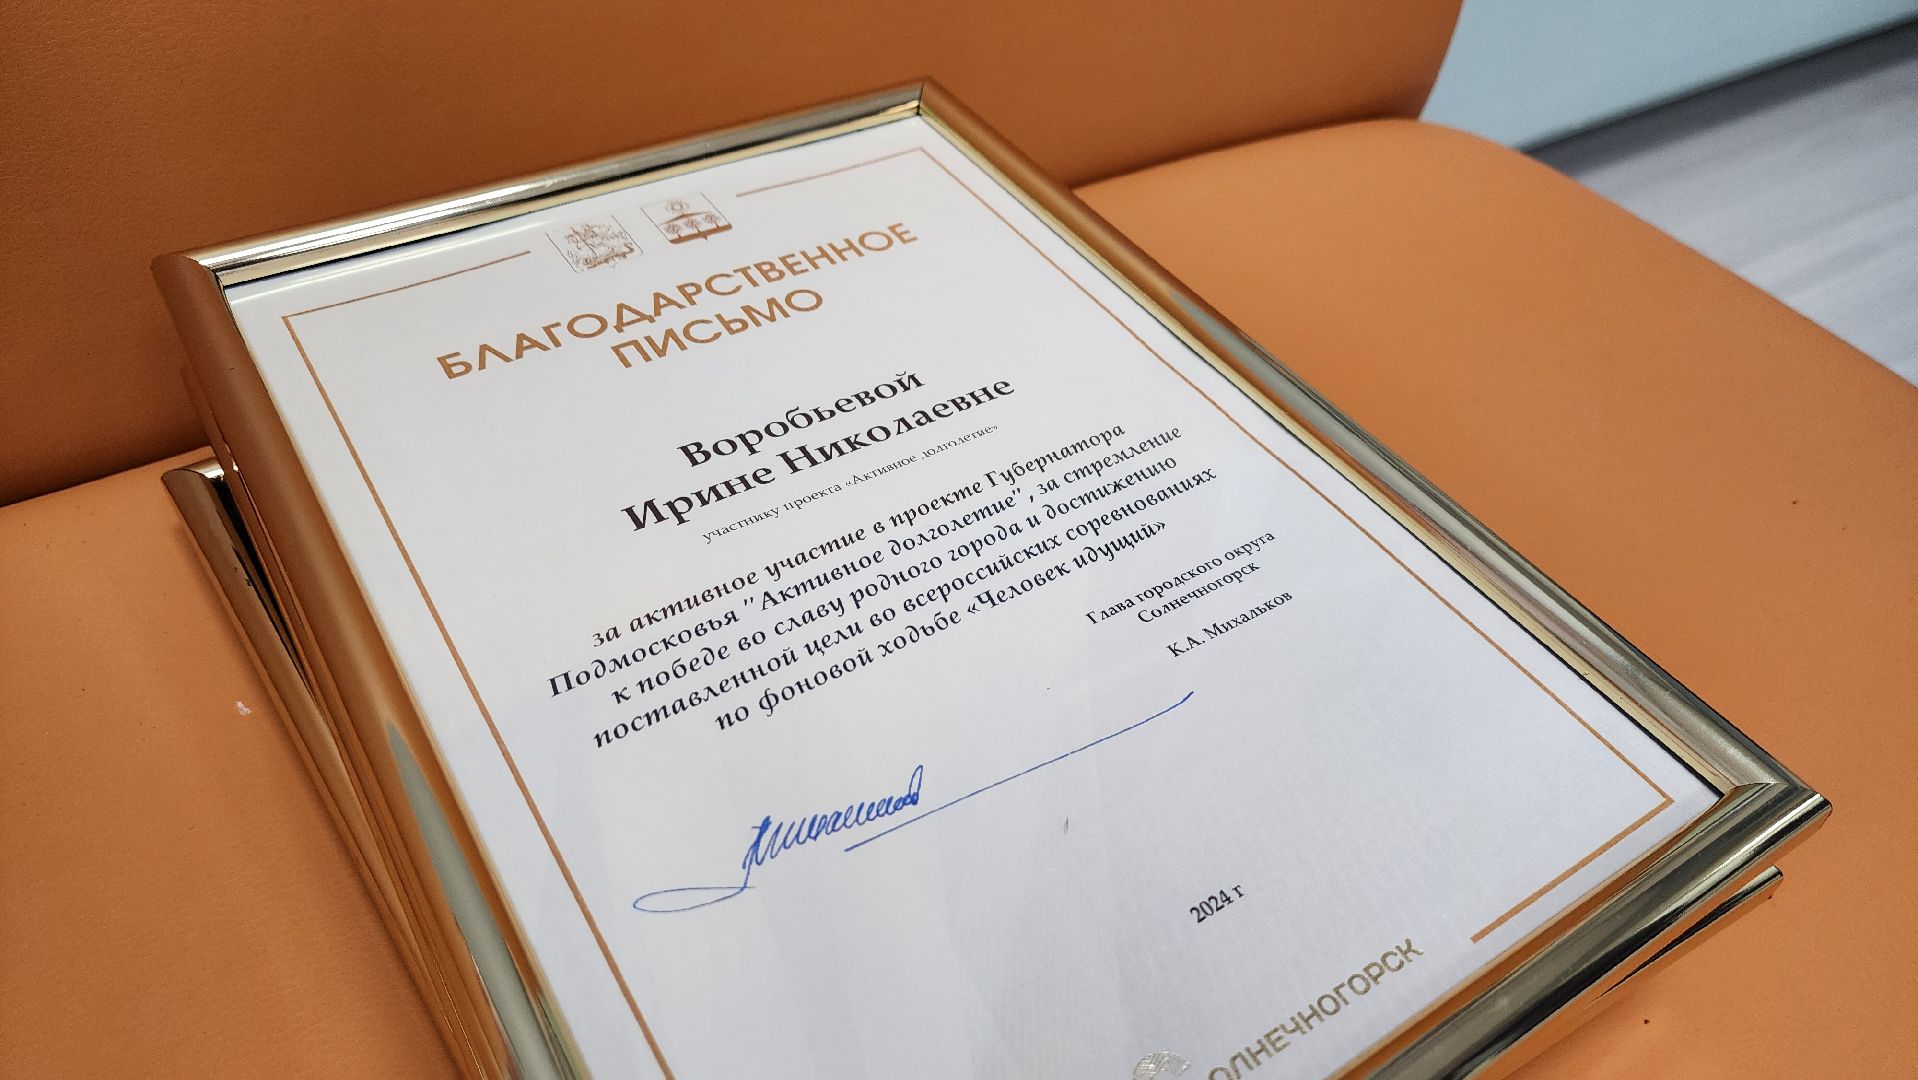 БЛАГОДАРСТВЕННОЕ
ПИСЬМО
Воробьевой
Ирине Николаевне
участнику проекта «Активное долголетие»
за активное участие в проекте Губернатора
Подмосковья "Активное долголетие", за стремление
к победе во славу родного города и достижению
поставленной цели во всероссийских соревнованиях
по фоновой ходьбе «Человек идущий»
Глава городского округа
Солнечногорск
К.А. Михальков
2024 г
ОЛНЕЧНОГОРСК